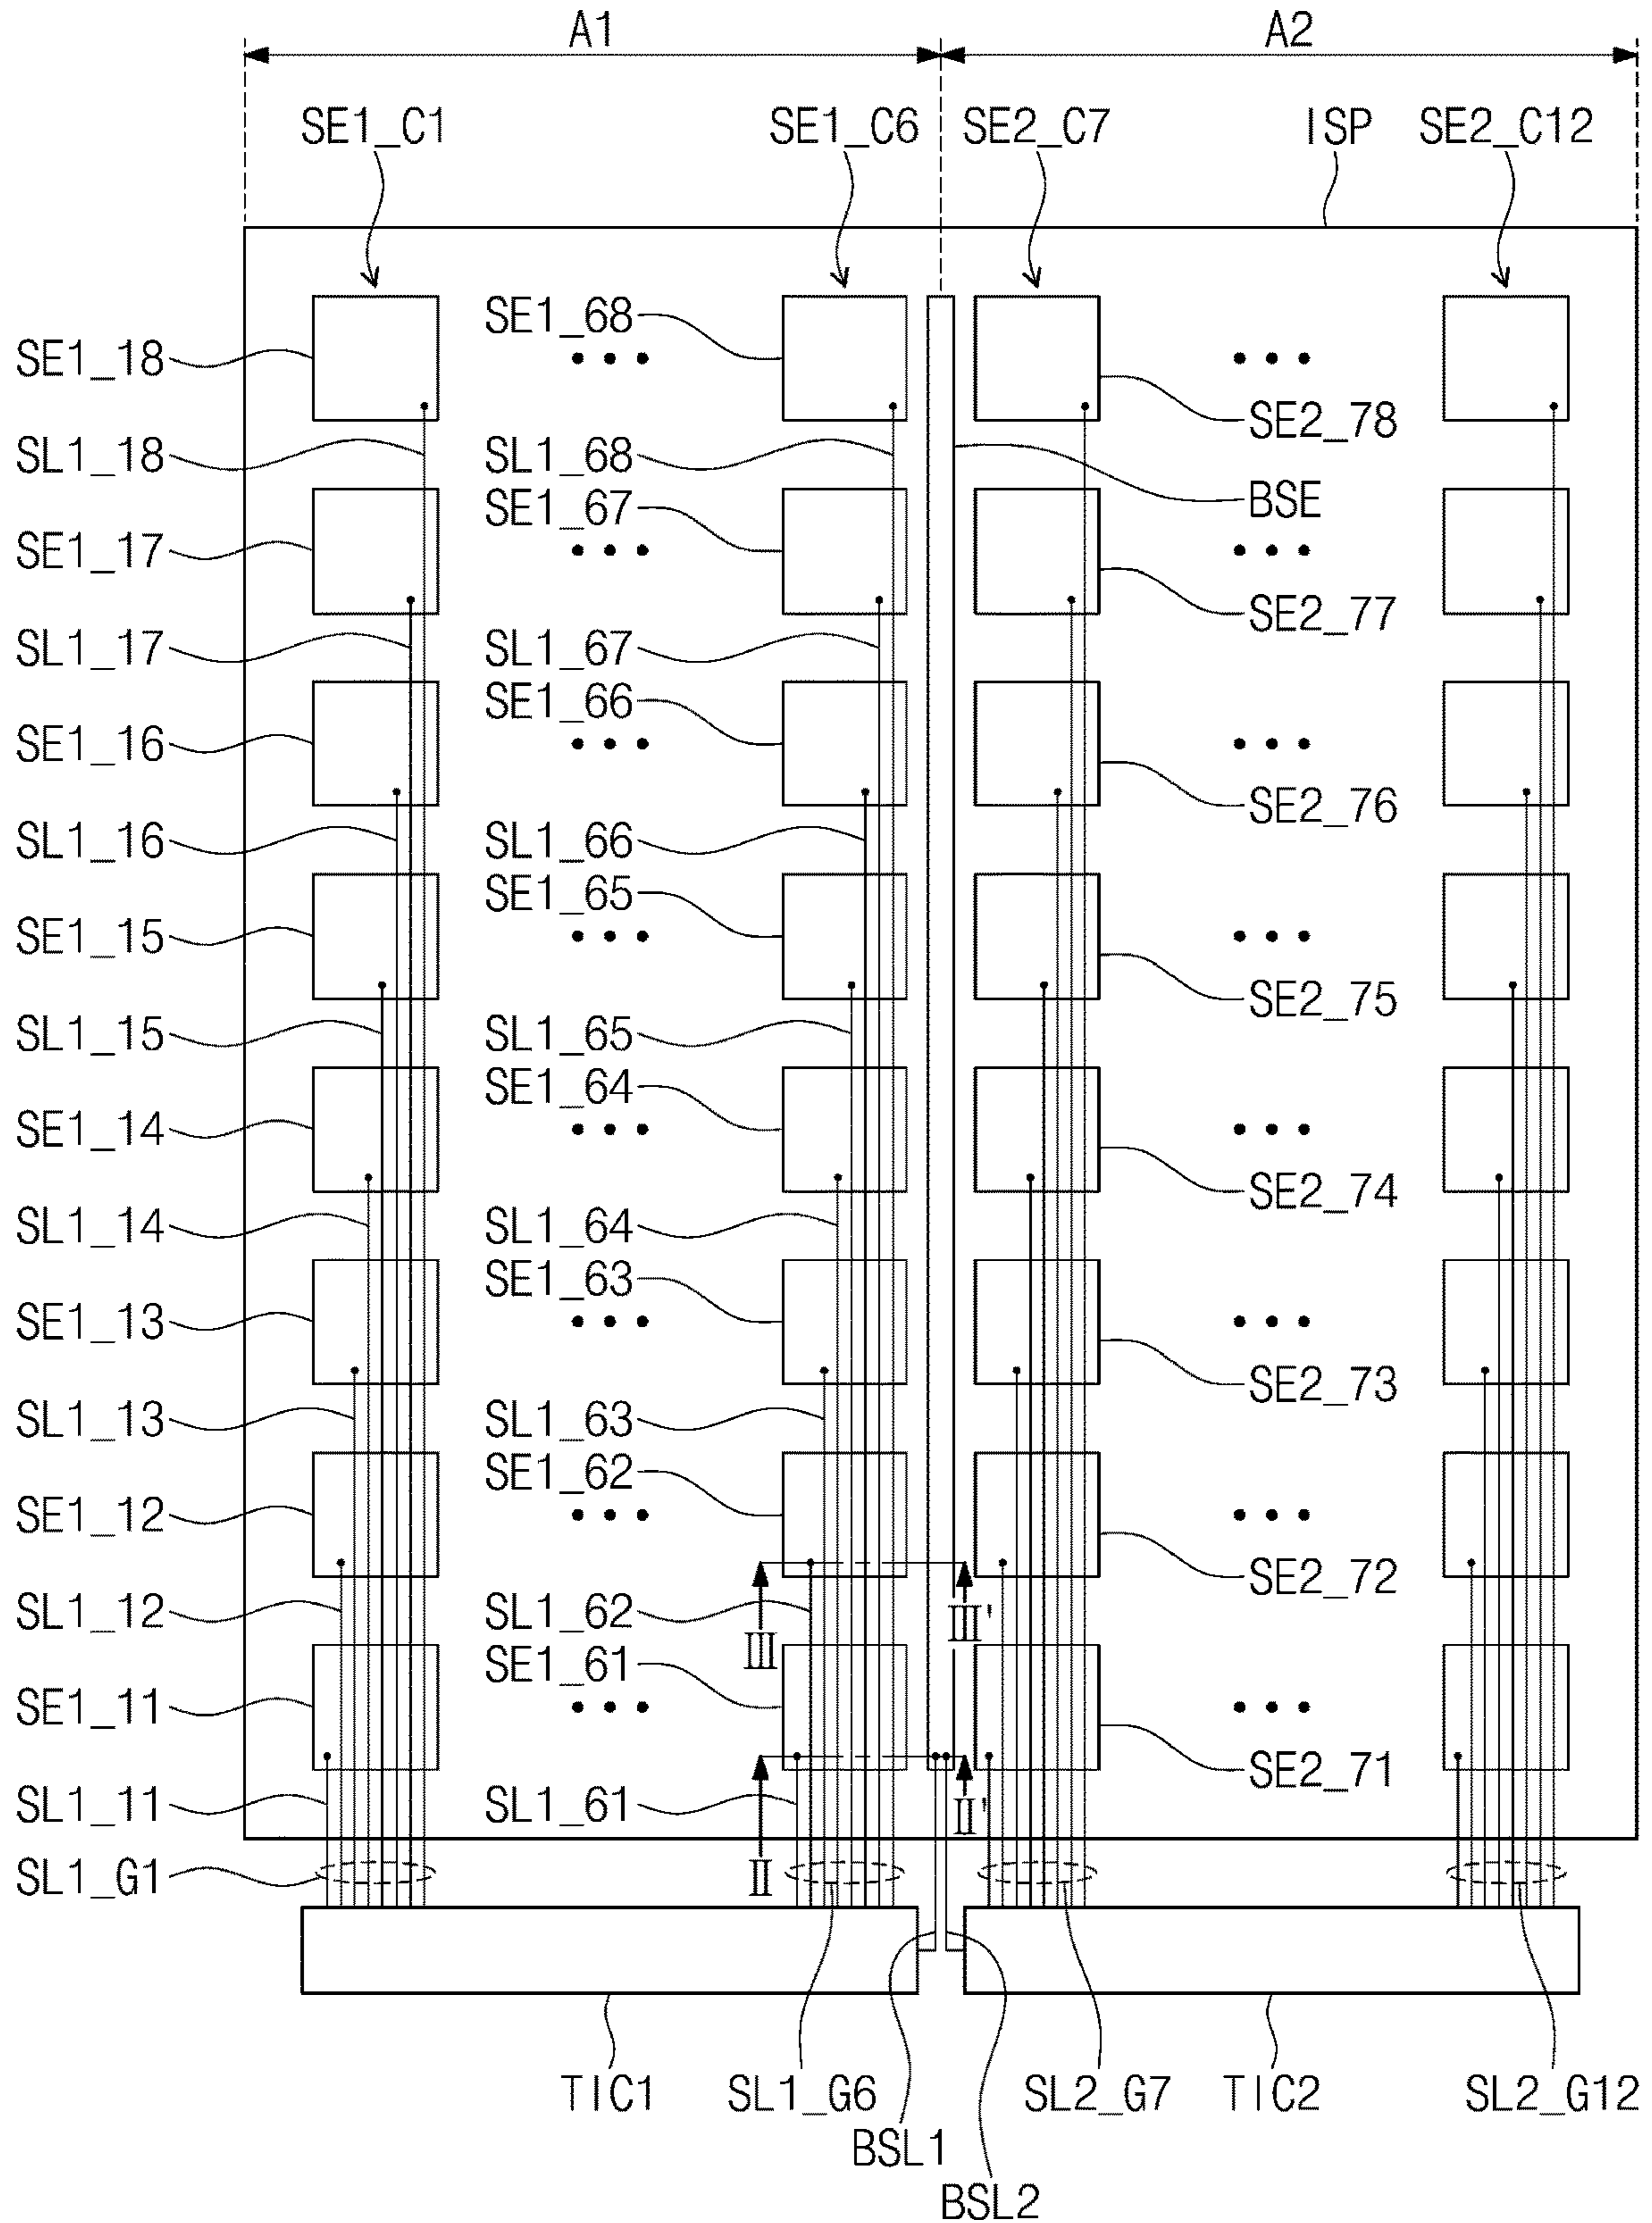 A1 A2
SE1_C1 SE1_C6 SE2_C7 ISP SE2_C12
SE1_68
SE1_18
SE2_78
SL1_18 SL1_68
BSE
SE1_67
SE1_17
SE2_77
SL1_17 SL1_67
SE1_66
SE1_16
SE2_76
SL1_16 SL1_66
SE1_65
SE1_15
SE2_75
SL1_15 SL1_65
SE1_64
SE1_14
SE2_74
SL1_14 SL1_64
SE1_63
SE1_13
SE2_73
SL1_13 SL1_63
SE1_62
SE1_12
SE2_72
SL1_12 SL1_62 III'
III
SE1_61
SE1_11
SE2_71
SL1_11 SL1_61 II'
SL1_G1 II
TIC1 SL1_G6 SL2_G7 TIC2 SL2_G12
BSL1
BSL2